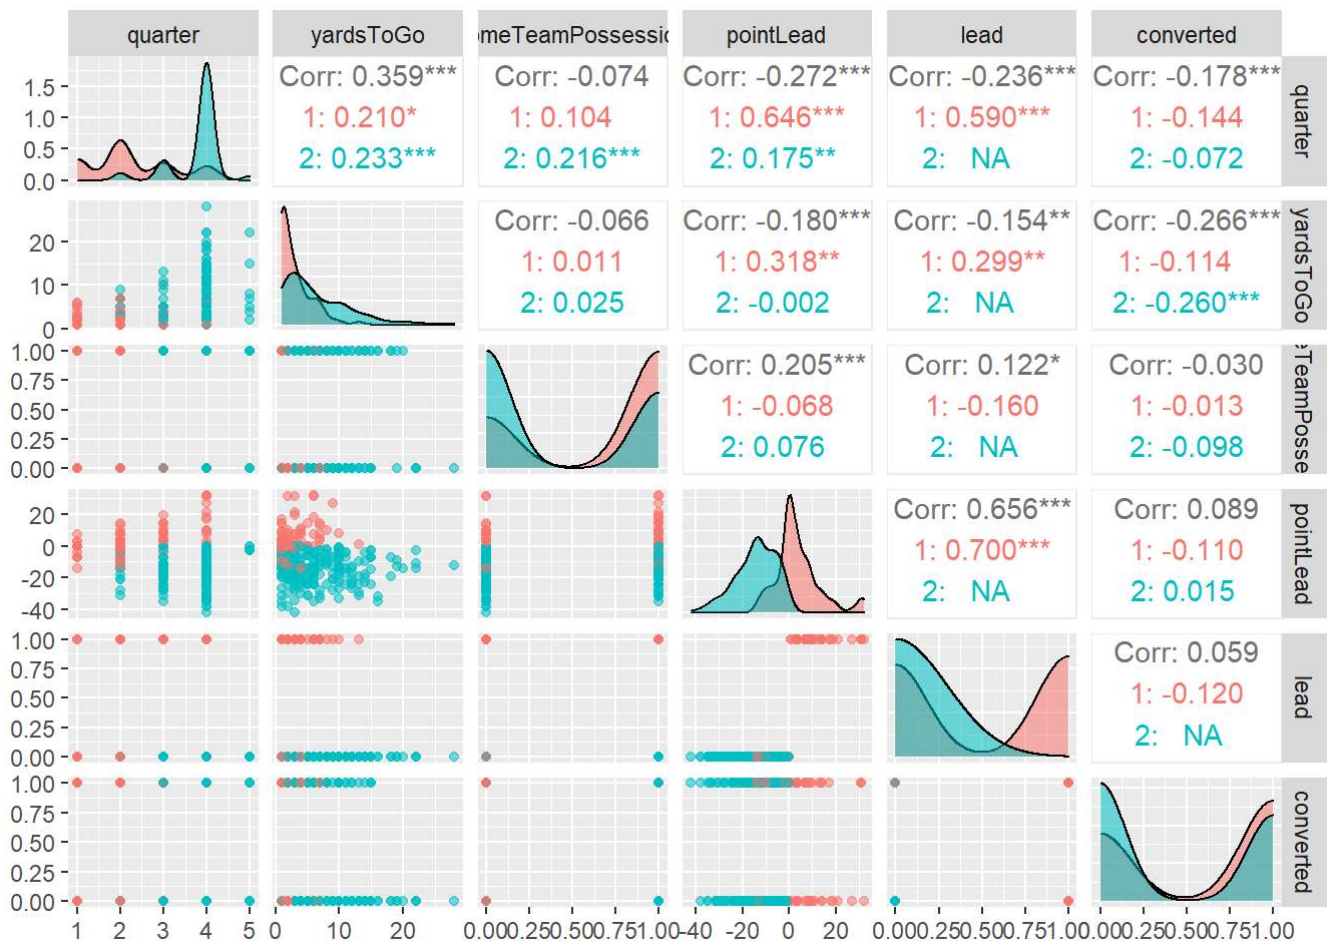 quarter yardsToGo omeTeamPossessio pointLead lead converted
1.5
1.0
0.5
0.0
Corr: 0.359*** Corr: -0.074 Corr: -0.272*** Corr: -0.236*** Corr: -0.178***
1: 0.210* 1: 0.104 1: 0.646*** 1: 0.590*** 1: -0.144
2: 0.233*** 2: 0.216*** 2: 0.175** 2: NA 2: -0.072
quarter
20
10
0
Corr: -0.066 Corr: -0.180*** Corr: -0.154** Corr: -0.266***
1: 0.011 1: 0.318** 1: 0.299** 1: -0.114
2: 0.025 2: -0.002 2: NA 2: -0.260***
yardsToGo
1.00
0.75
0.50
0.25
0.00
Corr: 0.205*** Corr: 0.122* Corr: -0.030
1: -0.068 1: -0.160 1: -0.013
2: 0.076 2: NA 2: -0.098
eTeamPosse
20
0
-20
-40
Corr: 0.656*** Corr: 0.089
1: 0.700*** 1: -0.110
2: NA 2: 0.015
pointLead
1.00
0.75
0.50
0.25
0.00
Corr: 0.059
1: -0.120
2: NA
lead
1.00
0.75
0.50
0.25
0.00
converted
1 2 3 4 5 0 10 20 0.000.250.500.751.00 -40 -20 0 20 0.000.250.500.751.00 0.000.250.500.751.00